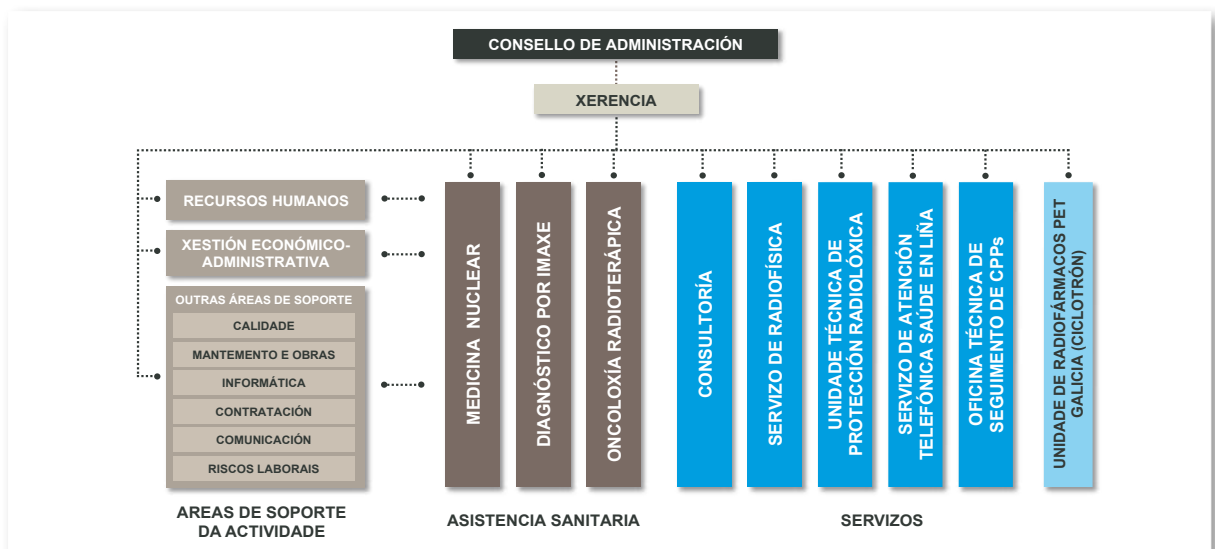 CONSELLO DE ADMINISTRACIÓN
XERENCIA
RECURSOS HUMANOS
XESTIÓN ECONÓMICO-
ADMINISTRATIVA
OUTRAS ÁREAS DE SOPORTE
CALIDADE
MANTEMENTO E OBRAS
INFORMÁTICA
CONTRATACIÓN
COMUNICACIÓN
RISCOS LABORAIS
AREAS DE SOPORTE
DA ACTIVIDADE
MEDICINA NUCLEAR
DIAGNÓSTICO POR IMAXE
ONCOLOXÍA RADIOTERÁPICA
ASISTENCIA SANITARIA
CONSULTORÍA
SERVIZO DE RADIOFÍSICA
UNIDADE TÉCNICA DE
PROTECCIÓN RADIOLÓXICA
SERVIZO DE ATENCIÓN
TELEFÓNICA SAÚDE EN LIÑA
OFICINA TÉCNICA DE
SEGUIMENTO DE CPPs
UNIDADE DE RADIOFÁRMACOS PET
GALICIA (CICLOTRÓN)
SERVIZOS